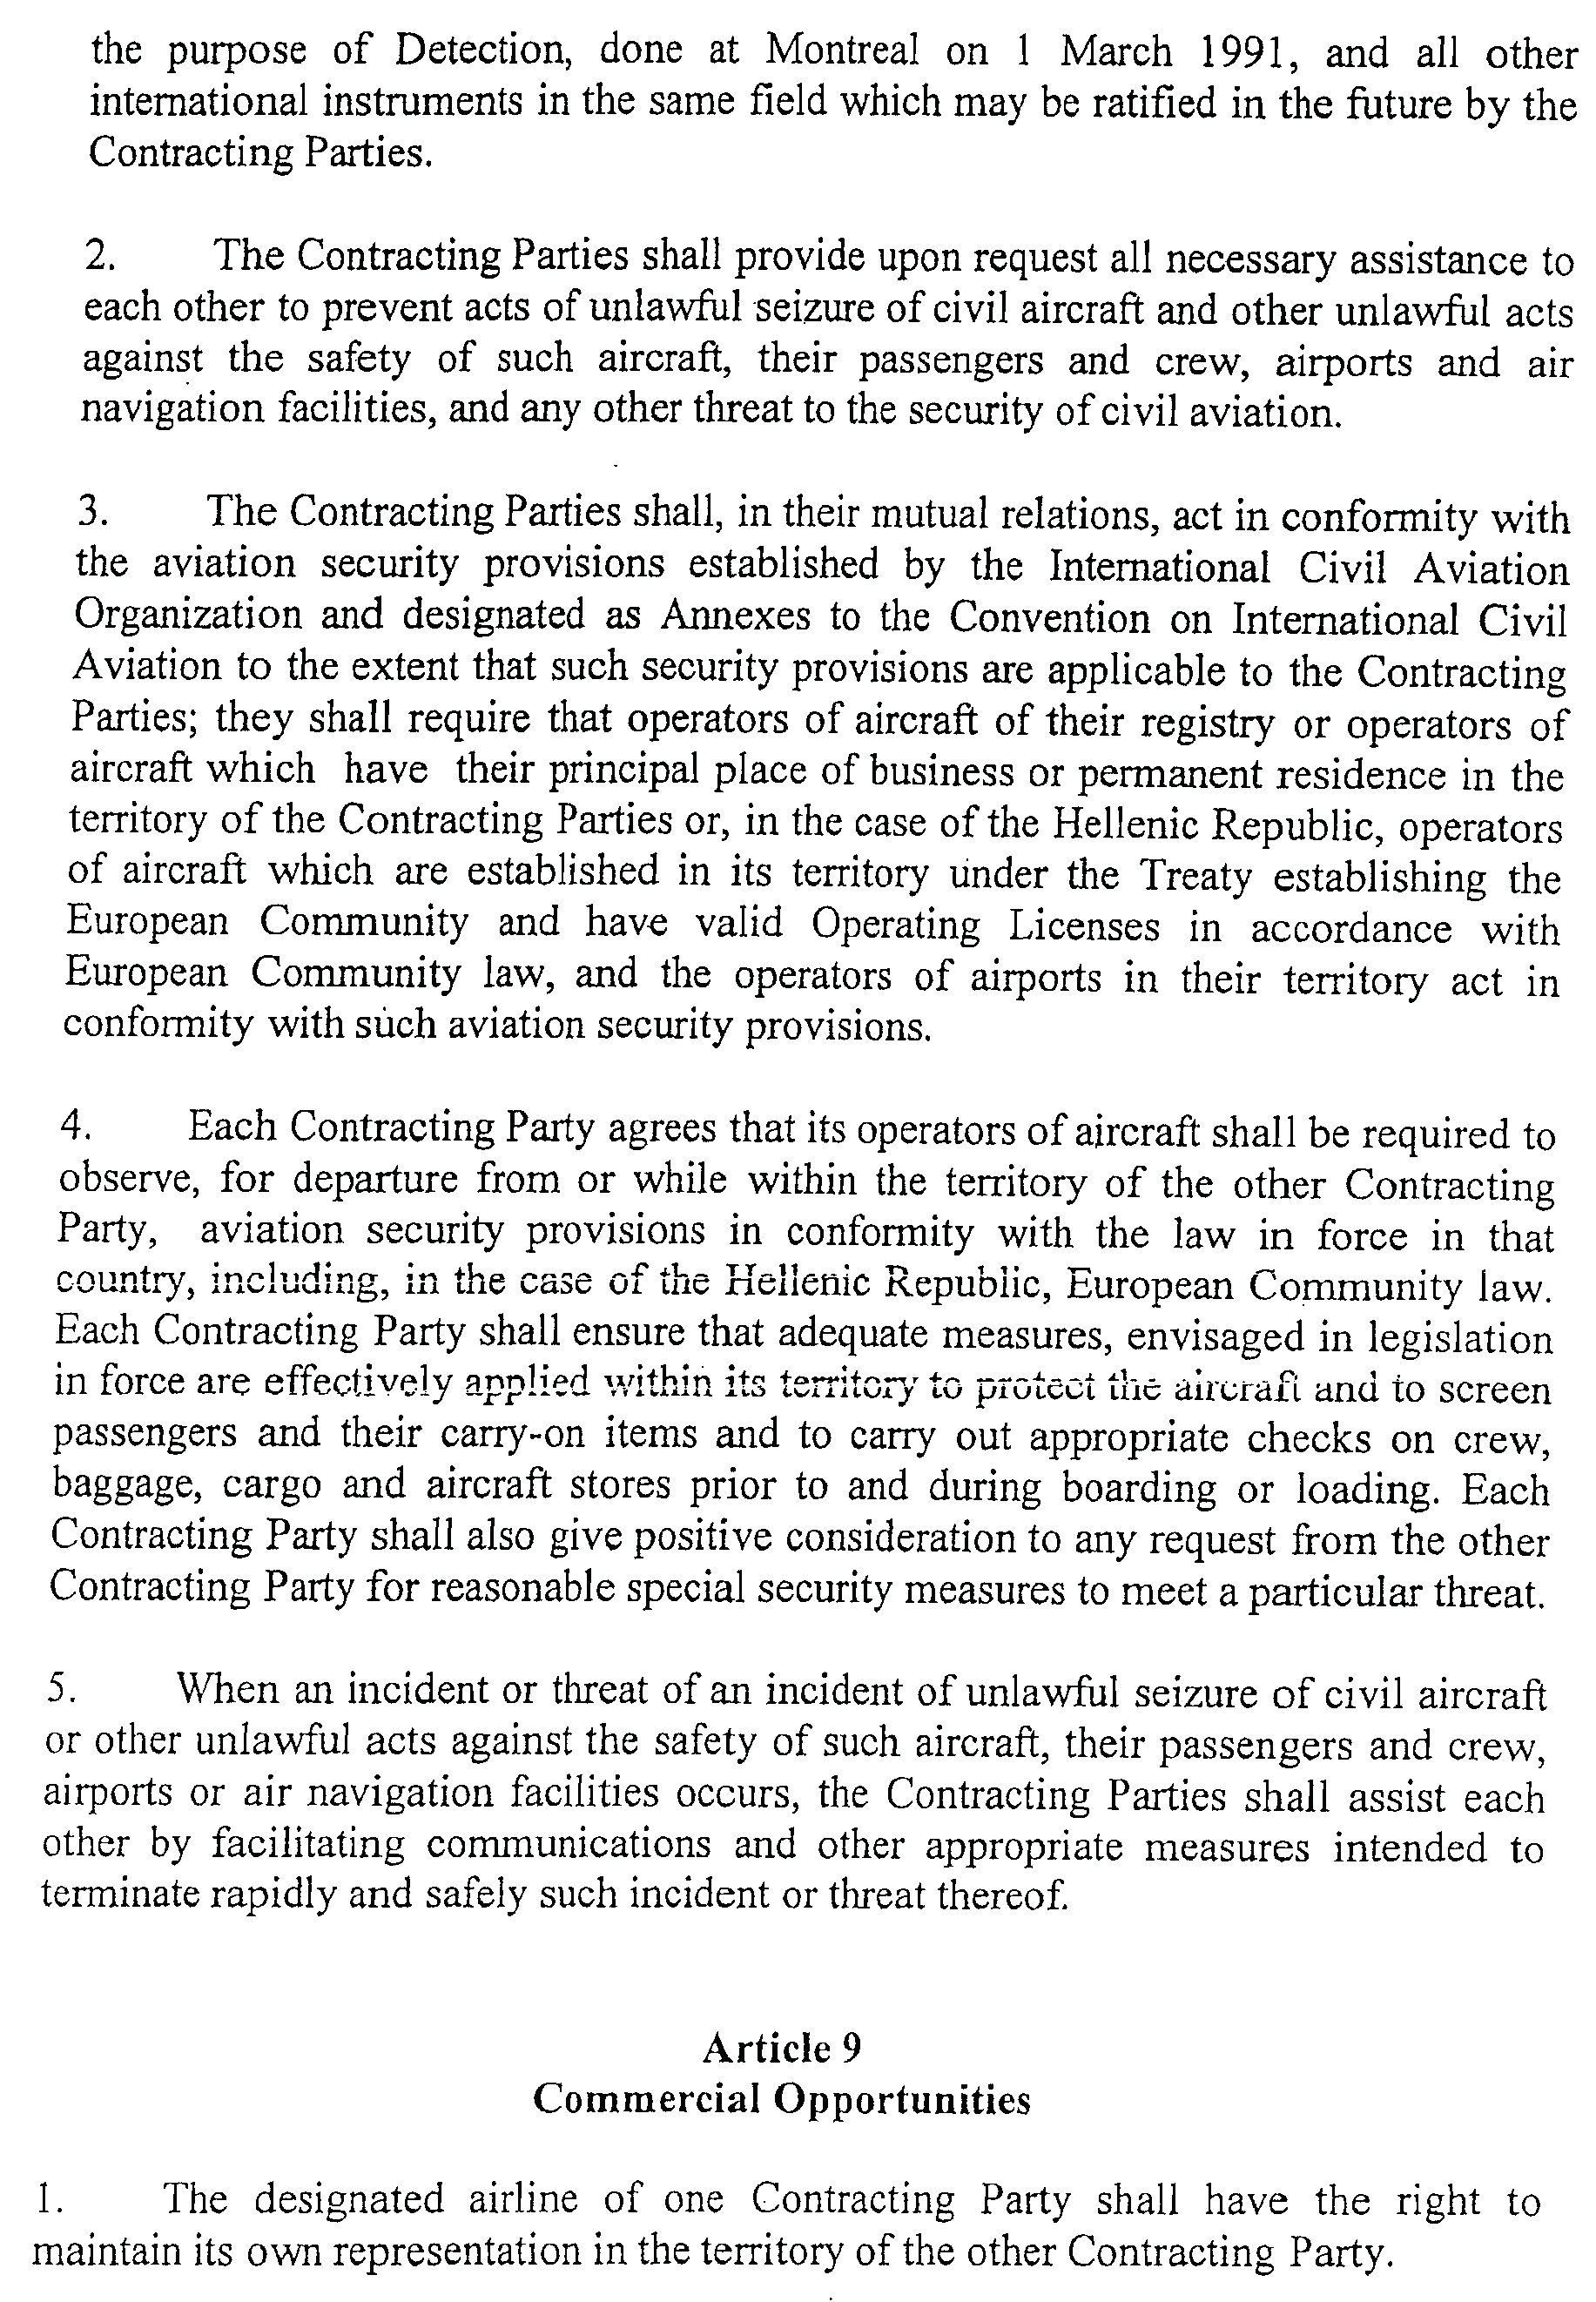 the purpose of Detection, done at Montreal on 1 March 1991, and all other
international instruments in the same field which may be ratified in the future by the
Contracting Parties.
2. The Contracting Parties shall provide upon request all necessary assistance to
each other to prevent acts of unlawful seizure of civil aircraft and other unlawful acts
against the safety of such aircraft, their passengers and crew, airports and air
navigation facilities, and any other threat to the security of civil aviation.
3. The Contracting Parties shall, in their mutual relations, act in conformity with
the aviation security provisions established by the International Civil Aviation
Organization and designated as Annexes to the Convention on International Civil
Aviation to the extent that such security provisions are applicable to the Contracting
Parties; they shall require that operators of aircraft of their registry or operators of
aircraft which have their principal place of business or permanent residence in the
territory of the Contracting Parties or, in the case of the Hellenic Republic, operators
of aircraft which are established in its territory under the Treaty establishing the
European Community and have valid Operating Licenses in accordance with
European Community law, and the operators of airports in their territory act in
conformity with such aviation security provisions.
4. Each Contracting Party agrees that its operators of aircraft shall be required to
observe, for departure from or while within the territory of the other Contracting
Party, aviation security provisions in conformity with the law in force in that
country, including, in the case of the Hellenic Republic, European Community law.
Each Contracting Party shall ensure that adequate measures, envisaged in legislation
in force are effectively applied within its territory to protect the aircraft and to screen
passengers and their carry-on items and to carry out appropriate checks on crew,
baggage, cargo and aircraft stores prior to and during boarding or loading. Each
Contracting Party shall also give positive consideration to any request from the other
Contracting Party for reasonable special security measures to meet a particular threat.
5. When an incident or threat of an incident of unlawful seizure of civil aircraft
or other unlawful acts against the safety of such aircraft, their passengers and crew,
airports or air navigation facilities occurs, the Contracting Parties shall assist each
other by facilitating communications and other appropriate measures intended to
terminate rapidly and safely such incident or threat thereof.
Article 9
Commercial Opportunities
1. The designated airline of one Contracting Party shall have the right to
maintain its own representation in the territory of the other Contracting Party.